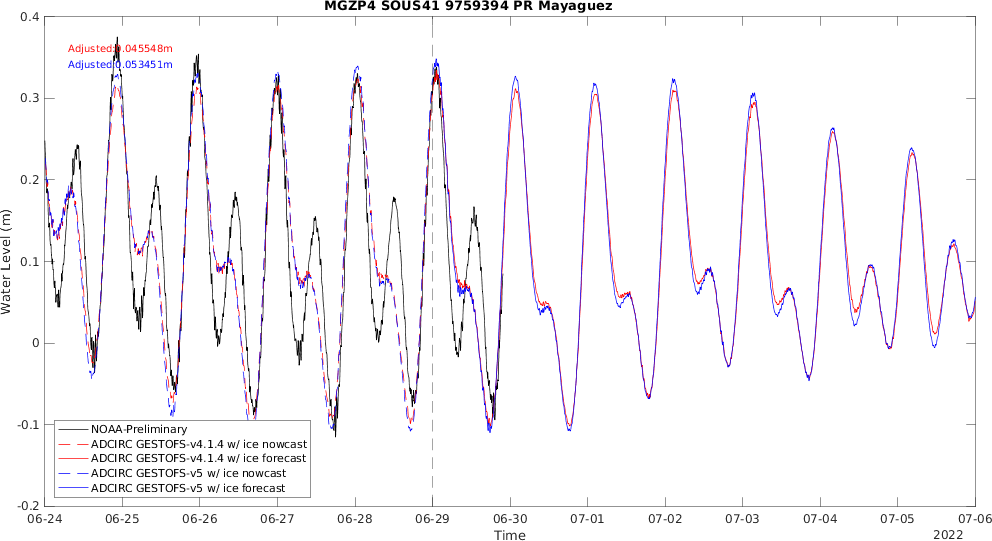 MGZP4 SOUS41 9759394 PR Mayaguez
Adjusted:0.045548m
Adjusted:0.053451m
Water Level (m)
0.4
0.3
0.2
0.1
0
-0.1
-0.2
NOAA-Preliminary
ADCIRC GESTOFS-v4.1.4 w/ ice nowcast
ADCIRC GESTOFS-v4.1.4 w/ ice forecast
ADCIRC GESTOFS-v5 w/ ice nowcast
ADCIRC GESTOFS-v5 w/ ice forecast
06-24 06-25 06-26 06-27 06-28 06-29 06-30 07-01 07-02 07-03 07-04 07-05 07-06
Time
2022